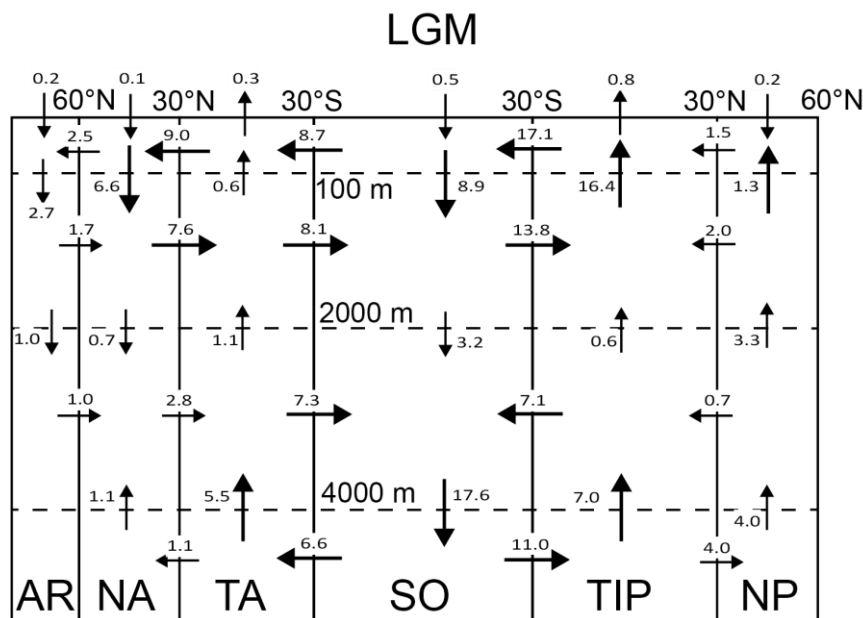 LGM
0.2 0.1 0.3 0.5 0.8 0.2
60°N 30°N 30°S 30°S 30°N 60°N
2.5 9.0 8.7 17.1 1.5
6.6 0.6 100 m 8.9 16.4 1.3
2.7
1.7 7.6 8.1 13.8 2.0
2000 m
1.0 0.7 1.1 3.2 0.6 3.3
1.0 2.8 7.3 7.1 0.7
1.1 5.5 4000 m 17.6 7.0
4.0
1.1 6.6 11.0 4.0
AR NA TA SO TIP NP